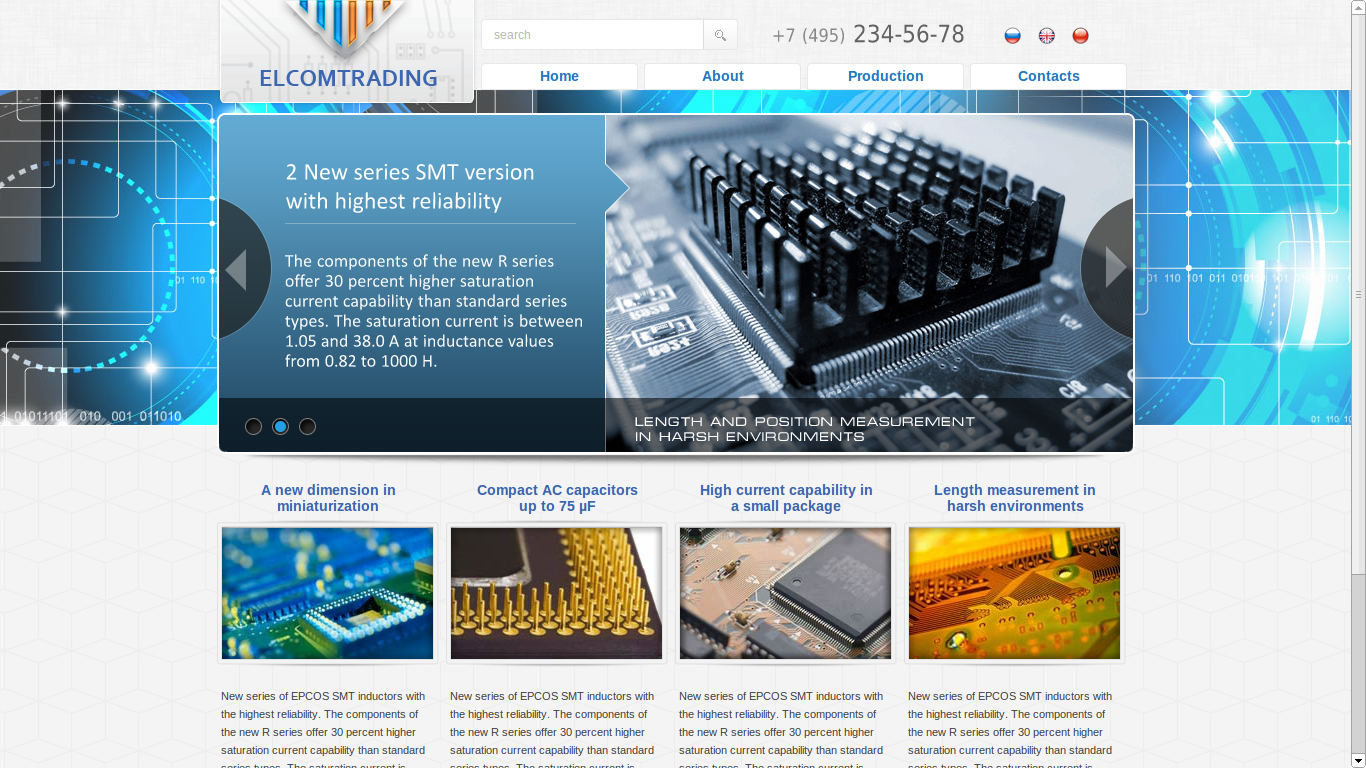 search
+7 (495) 234-56-78
ELCOMTRADING
Home
About
Production
Contacts
2 New series SMT version
with highest reliability
The components of the new R series
offer 30 percent higher saturation
current capability than standard series
types. The saturation current is between
1.05 and 38.0 A at inductance values
from 0.82 to 1000 H.
LENGTH AND POSITION MEASUREMENT
IN HARSH ENVIRONMENTS
01 01011101 010 001 011010
A new dimension in
miniaturization
Compact AC capacitors
up to 75 µF
High current capability in
a small package
Length measurement in
harsh environments
New series of EPCOS SMT inductors with
the highest reliability. The components of
the new R series offer 30 percent higher
saturation current capability than standard
series types. The saturation current is
New series of EPCOS SMT inductors with
the highest reliability. The components of
the new R series offer 30 percent higher
saturation current capability than standard
series types. The saturation current is
New series of EPCOS SMT inductors with
the highest reliability. The components of
the new R series offer 30 percent higher
saturation current capability than standard
series types. The saturation current is
New series of EPCOS SMT inductors with
the highest reliability. The components of
the new R series offer 30 percent higher
saturation current capability than standard
series types. The saturation current is